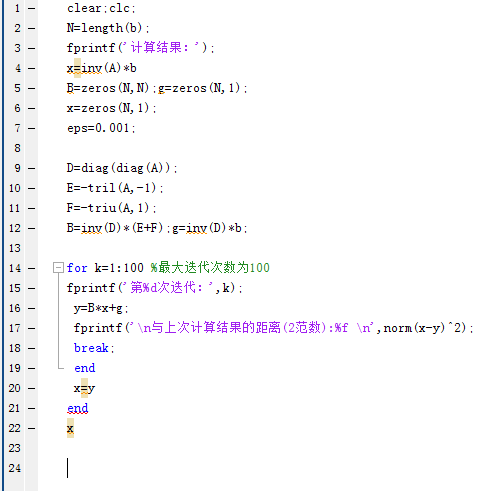 1 - clear;clc;
2 - N=length(b);
3 - fprintf('计算结果：');
4 - x=inv(A)*b
5 - B=zeros(N,N);g=zeros(N,1);
6 - x=zeros(N,1);
7 - eps=0.001;
8
9 - D=diag(diag(A));
10 - E=-tril(A,-1);
11 - F=-triu(A,1);
12 - B=inv(D)*(E+F);g=inv(D)*b;
13
14 - for k=1:100 %最大迭代次数为100
15 - fprintf('第%d次迭代：',k);
16 - y=B*x+g;
17 - fprintf('\n与上次计算结果的距离(2范数):%f \n',norm(x-y)^2);
18 - break;
19 - end
20 - x=y
21 - end
22 - x
23
24